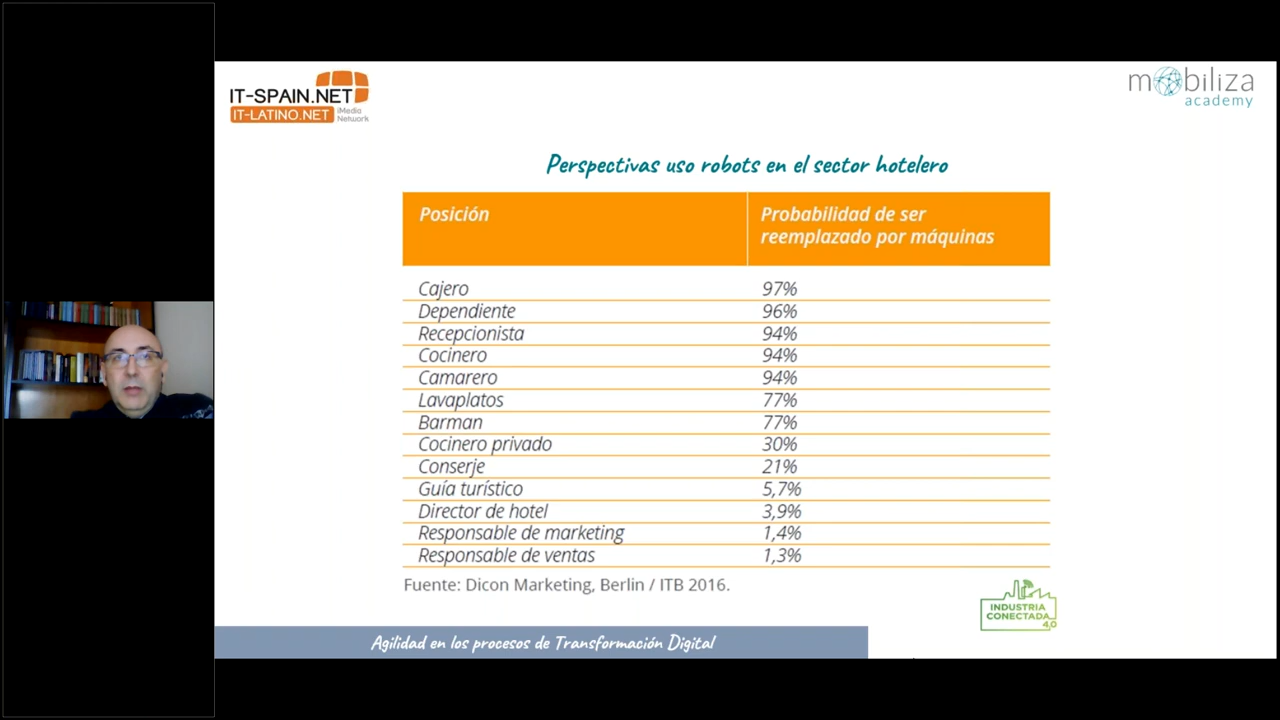 IT-SPAIN.NET
IT-LATINO.NET
iMedia
Network
mobiliza
academy
Perspectivas uso robots en el sector hotelero
Posición
Probabilidad de ser
reemplazado por máquinas
Cajero 97%
Dependiente 96%
Recepcionista 94%
Cocinero 94%
Camarero 94%
Lavaplatos 77%
Barman 77%
Cocinero privado 30%
Conserje 21%
Guía turístico 5,7%
Director de hotel 3,9%
Responsable de marketing 1,4%
Responsable de ventas 1,3%
Fuente: Dicon Marketing, Berlin / ITB 2016.
INDUSTRIA
CONECTADA
4.0
Agilidad en los procesos de Transformación Digital